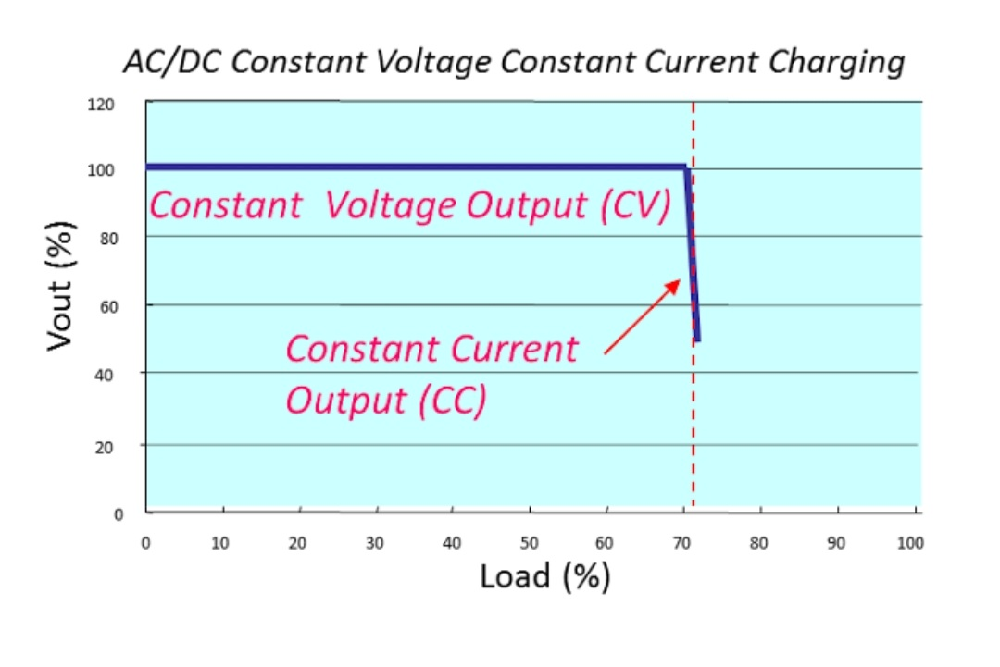 AC/DC Constant Voltage Constant Current Charging
120
100
Constant Voltage Output (CV)
80
Vout (%)
60
Constant Current
Output (CC)
40
20
0
0 10 20 30 40 50 60 70 80 90 100
Load (%)